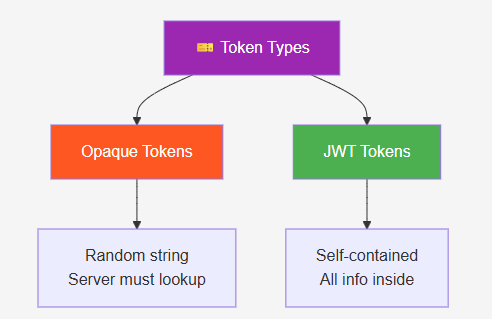 🎫 Token Types
Opaque Tokens
JWT Tokens
Random string
Server must lookup
Self-contained
All info inside